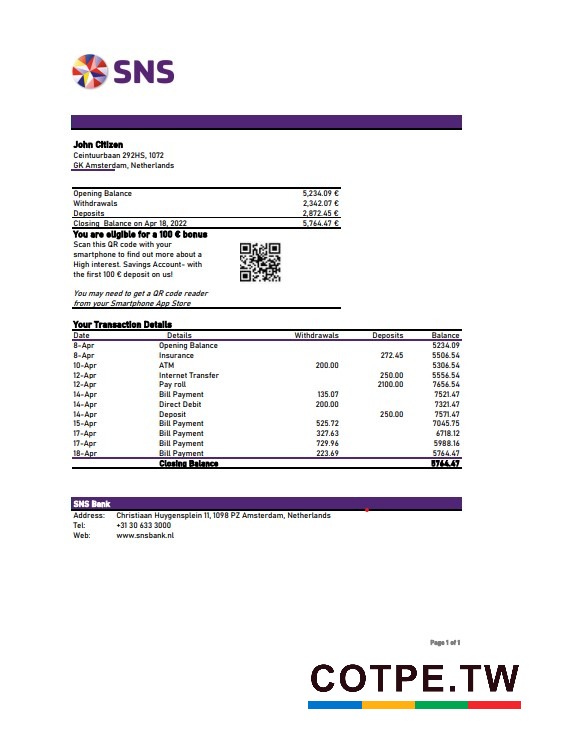 SNS
John Citizen
Ceintuurbaan 292HS, 1072
GK Amsterdam, Netherlands
Opening Balance 5,234.09 €
Withdrawals 2,342.07 €
Deposits 2,872.45 €
Closing Balance on Apr 18, 2022 5,764.47 €
You are eligible for a 100 € bonus
Scan this QR code with your
smartphone to find out more about a
High interest. Savings Account- with
the first 100 € deposit on us!
You may need to get a QR code reader
from your Smartphone App Store
Your Transaction Details
Date Details Withdrawals Deposits Balance
8-Apr Opening Balance 5234.09
8-Apr Insurance 272.45 5506.54
10-Apr ATM 200.00 5306.54
12-Apr Internet Transfer 250.00 5556.54
12-Apr Pay roll 2100.00 7656.54
14-Apr Bill Payment 135.07 7521.47
14-Apr Direct Debit 200.00 7321.47
14-Apr Deposit 250.00 7571.47
15-Apr Bill Payment 525.72 7045.75
17-Apr Bill Payment 327.63 6718.12
17-Apr Bill Payment 729.96 5988.16
18-Apr Bill Payment 223.69 5764.47
Closing Balance 5764.47
SNS Bank
Address: Christiaan Huygensplein 11, 1098 PZ Amsterdam, Netherlands
Tel: +31 30 633 3000
Web: www.snsbank.nl
Page 1 of 1
COTPE.TW